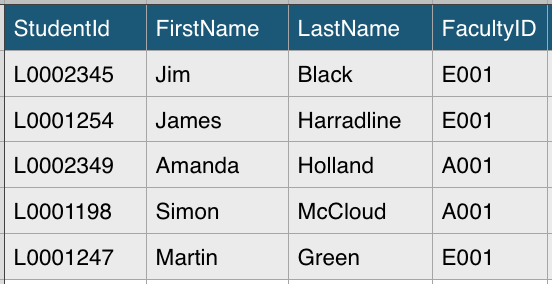 StudentId FirstName LastName FacultyID
L0002345 Jim Black E001
L0001254 James Harradline E001
L0002349 Amanda Holland A001
L0001198 Simon McCloud A001
L0001247 Martin Green E001